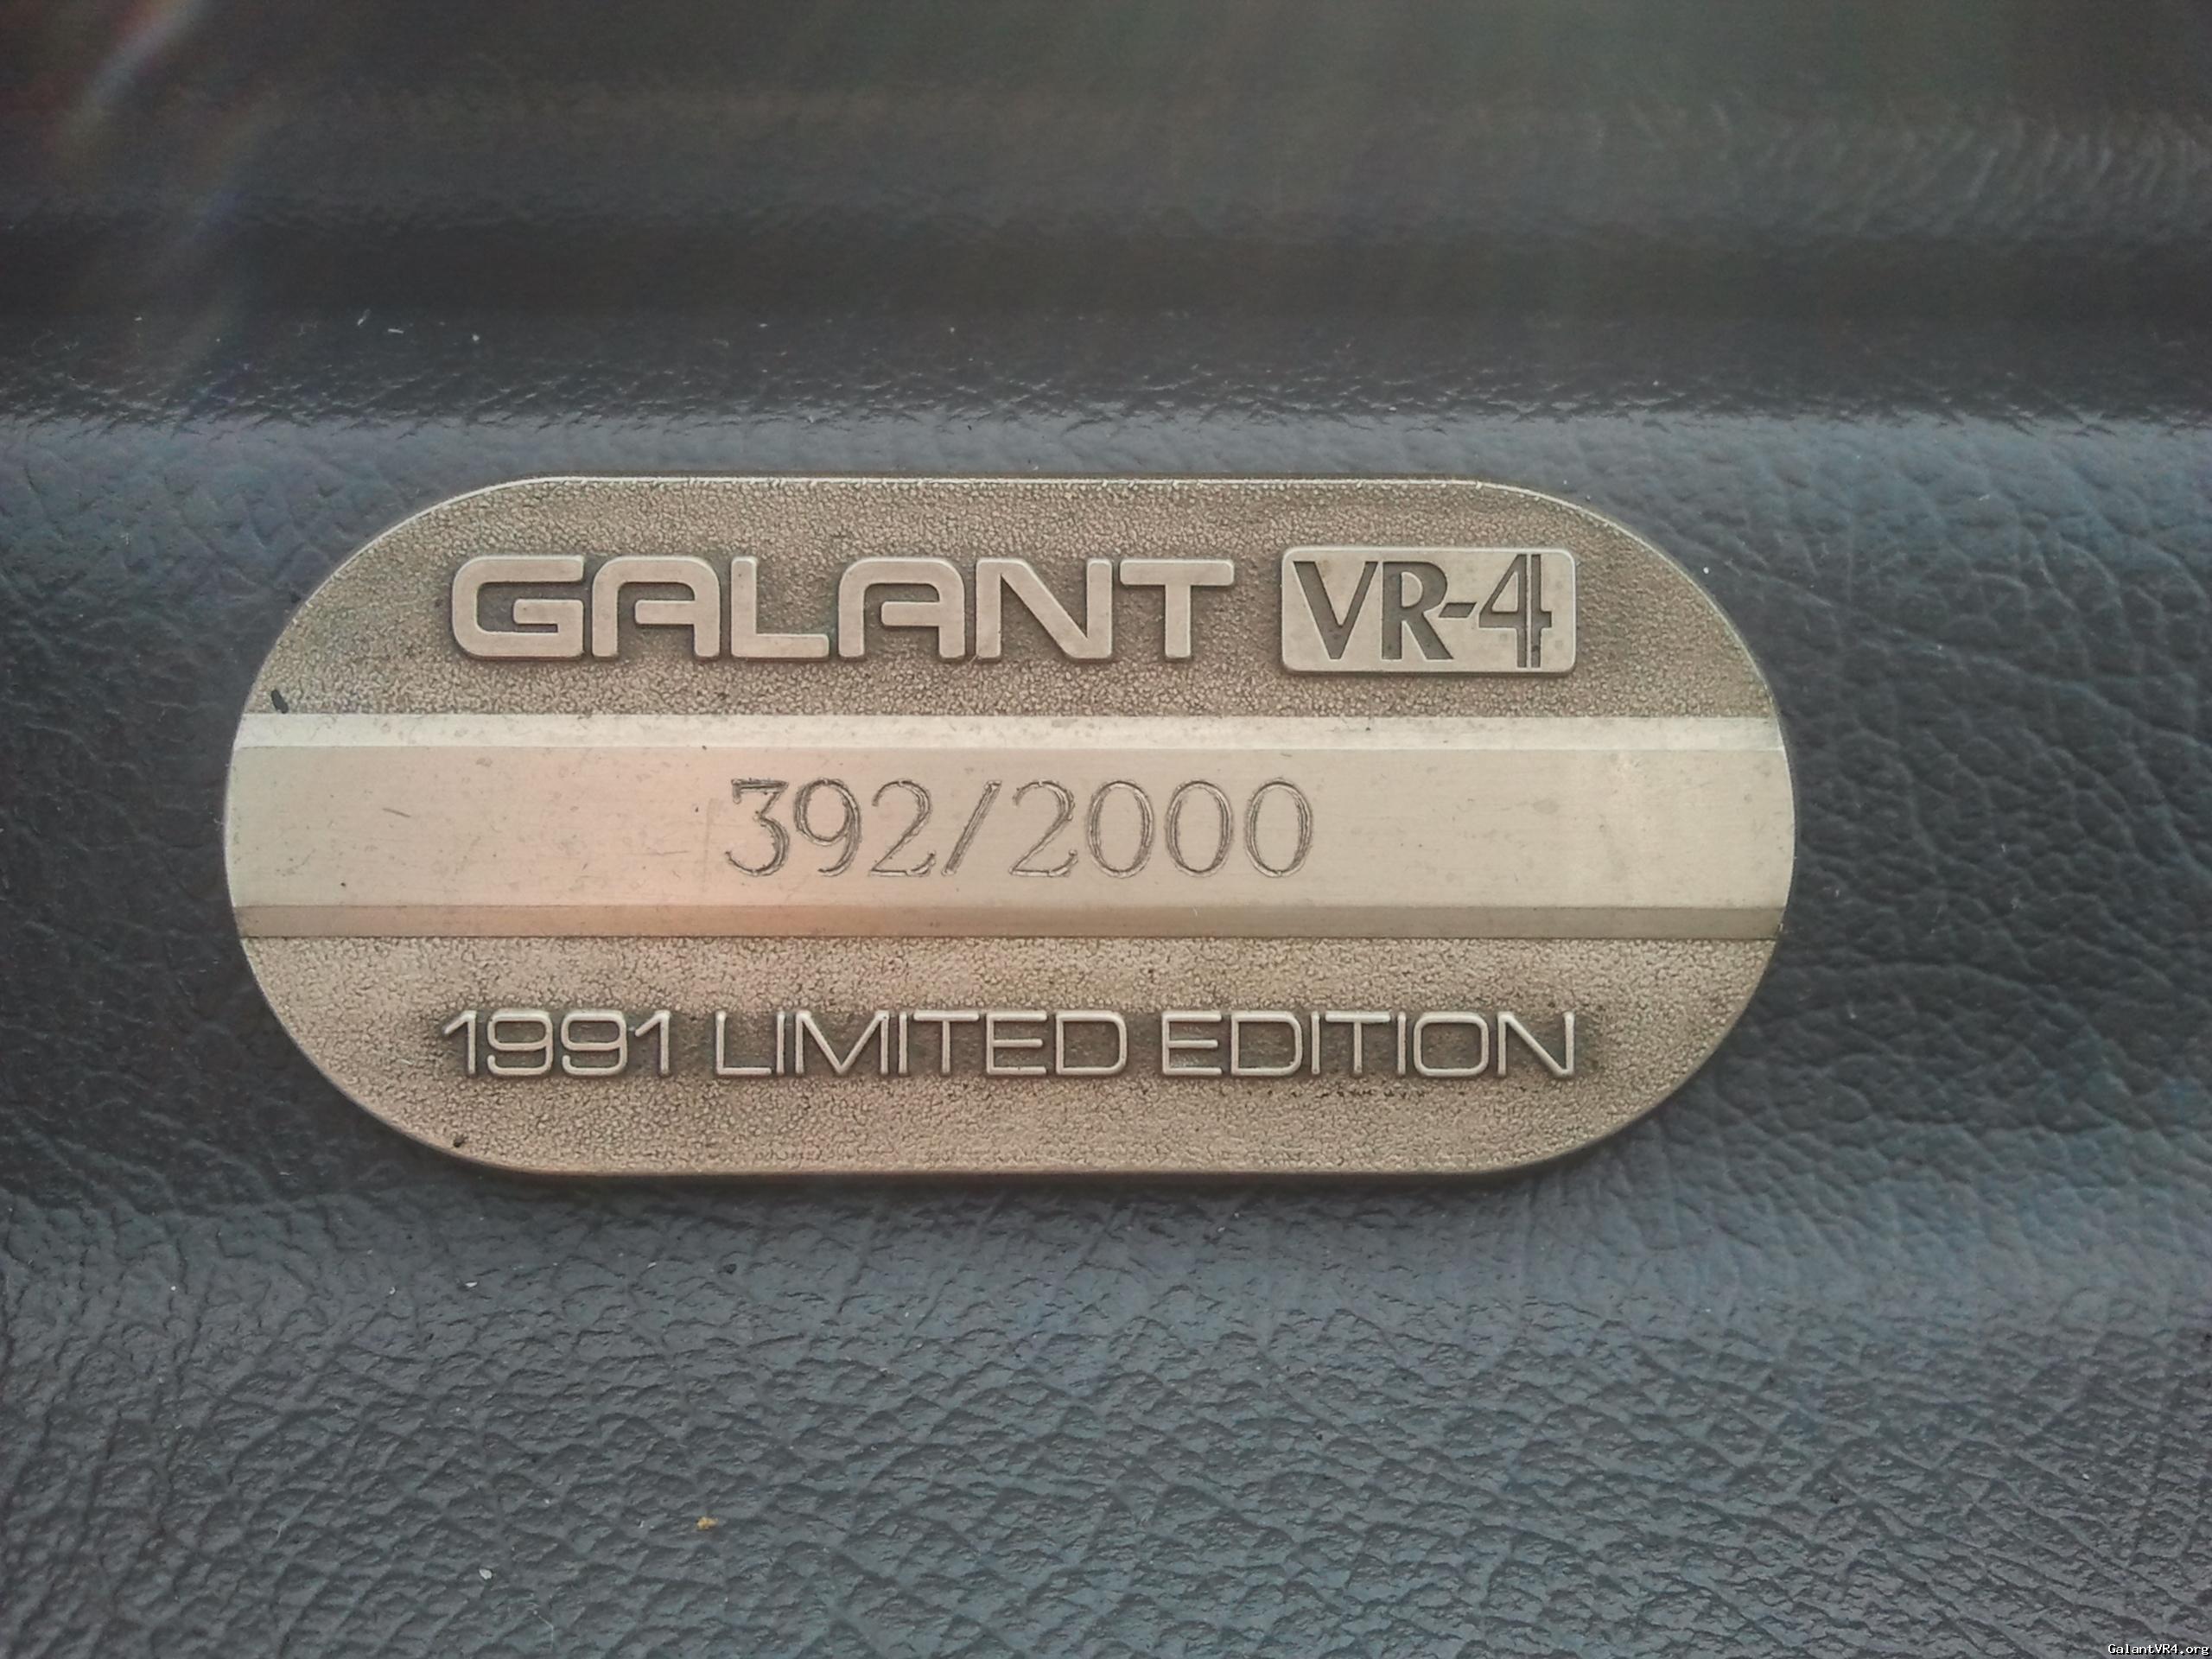 GALANT VR-4
392/2000
1991 LIMITED EDITION
GalantVR4.org